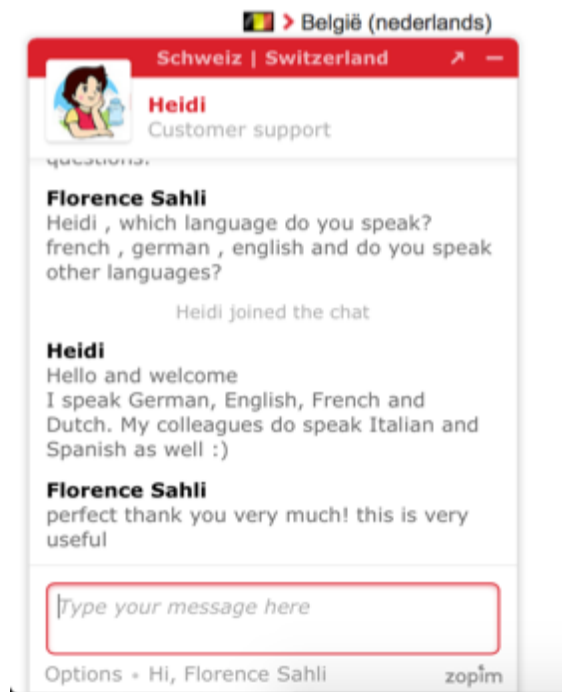 België (nederlands)
Schweiz | Switzerland
Heidi
Customer support
questions.
Florence Sahli
Heidi , which language do you speak?
french , german , english and do you speak
other languages?
Heidi joined the chat
Heidi
Hello and welcome
I speak German, English, French and
Dutch. My colleagues do speak Italian and
Spanish as well :)
Florence Sahli
perfect thank you very much! this is very
useful
Type your message here
Options • Hi, Florence Sahli
zopim